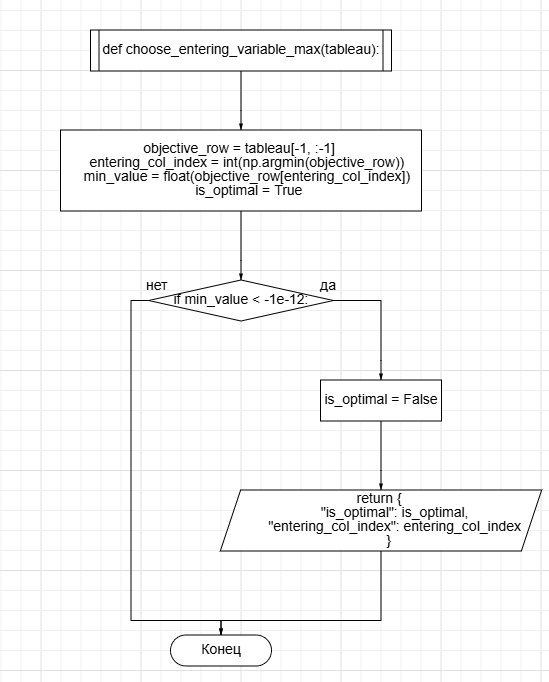 def choose_entering_variable_max(tableau):
objective_row = tableau[-1, :-1]
entering_col_index = int(np.argmin(objective_row))
min_value = float(objective_row[entering_col_index])
is_optimal = True
нет
да
if min_value < -1e-12:
is_optimal = False
return {
"is_optimal": is_optimal,
"entering_col_index": entering_col_index
}
Конец